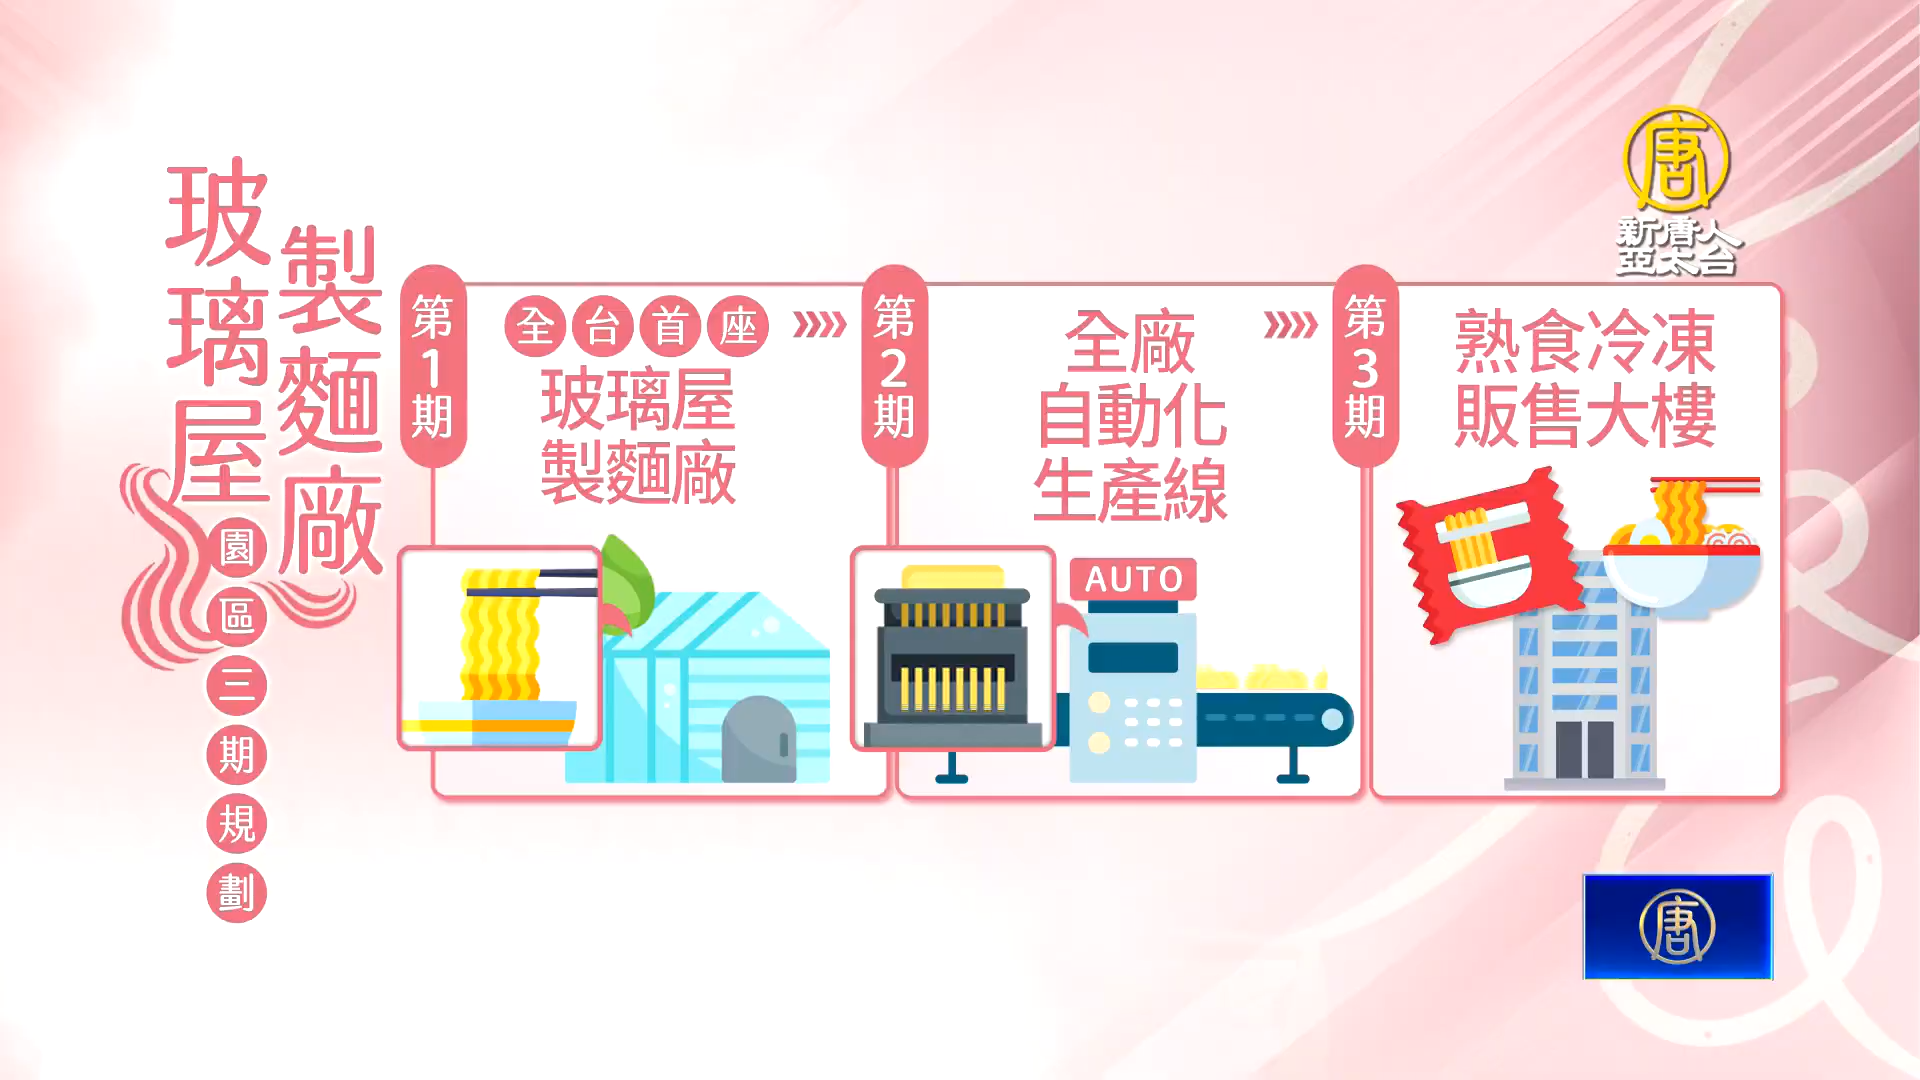 玻璃屋
製麵廠
園區三期規劃
第1期
全台首座
玻璃屋
製麵廠
第2期
全廠
自動化
生產線
AUTO
第3期
熟食冷凍
販售大樓
唐
新唐人
亞太台
唐